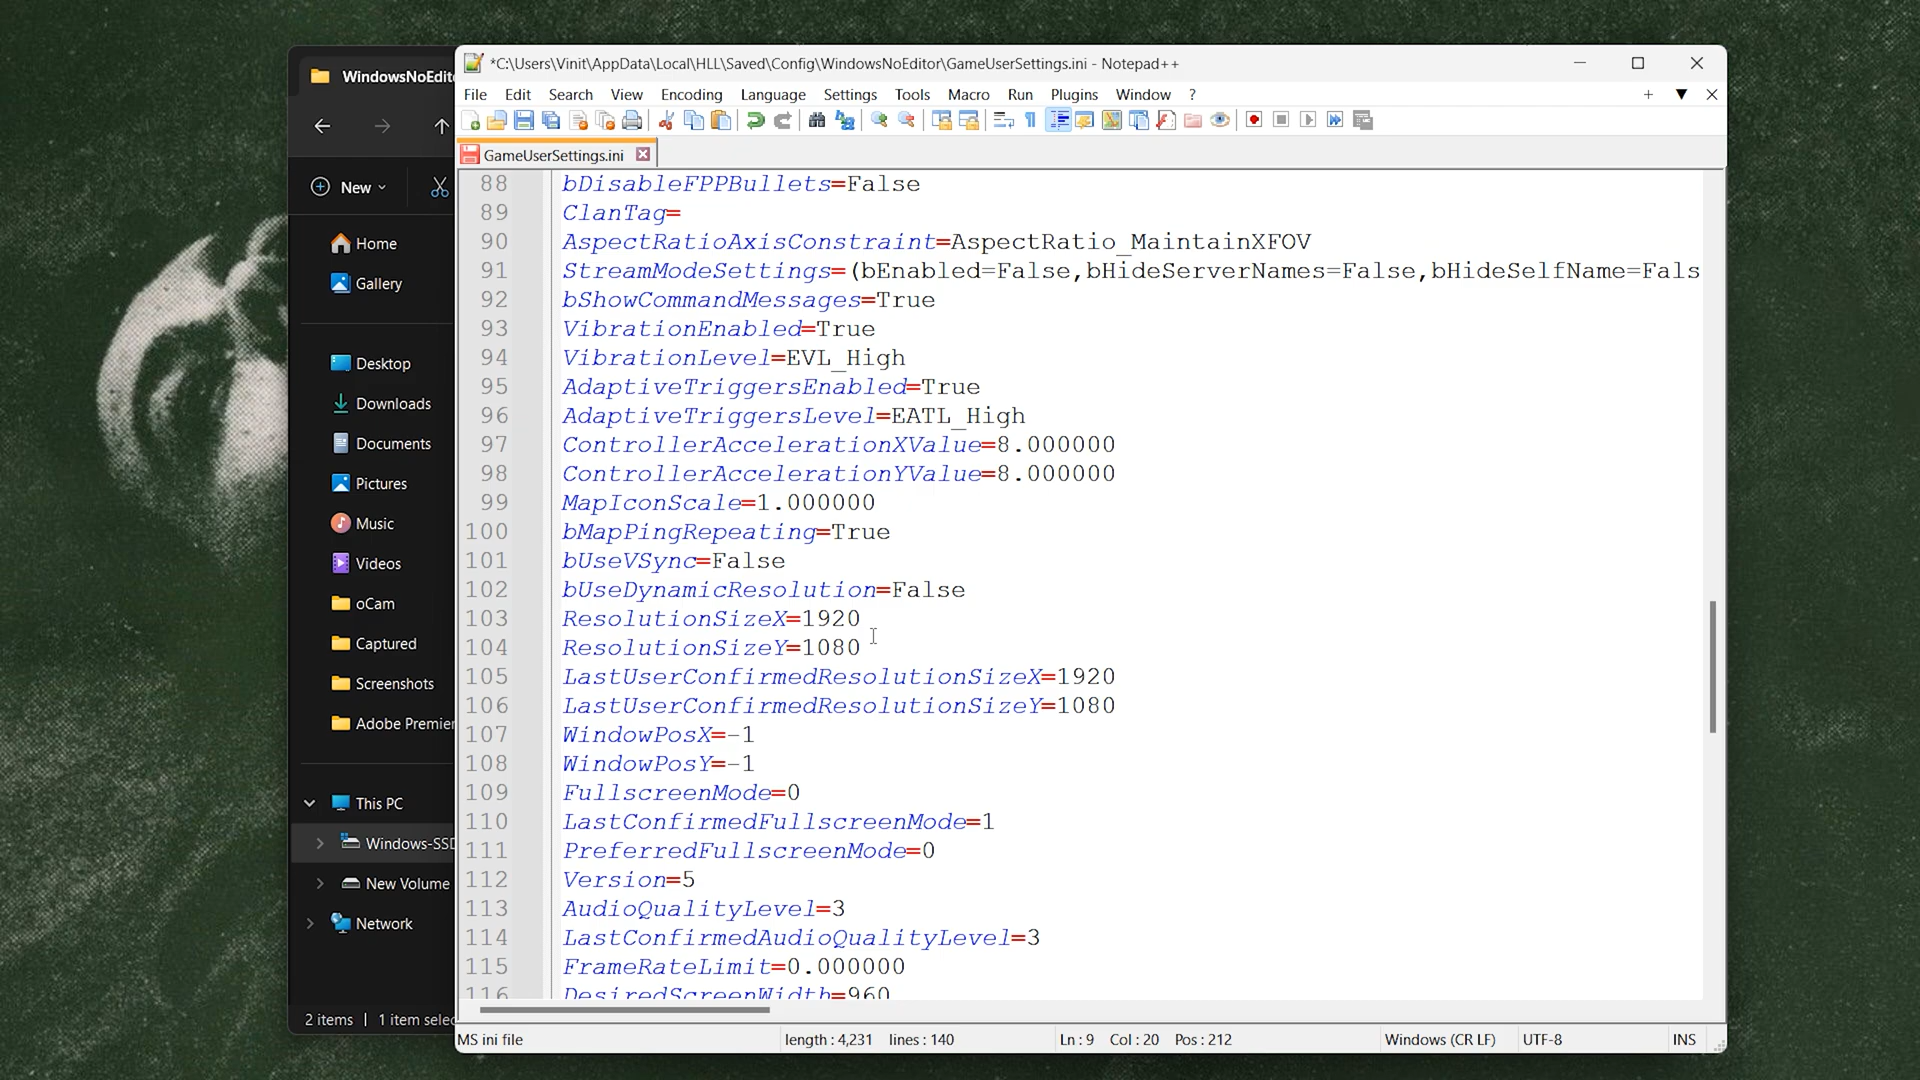 WindowsNoEdito
*C:\Users\Vinit\AppData\Local\HLL\Saved\Config\WindowsNoEditor\GameUserSettings.ini - Notepad++
File Edit Search View Encoding Language Settings Tools Macro Run Plugins Window ?
GameUserSettings.ini
New
Home
Gallery
Desktop
Downloads
Documents
Pictures
Music
Videos
oCam
Captured
Screenshots
Adobe Premier
This PC
Windows-SSD
New Volume
Network
2 items | 1 item selec
88 bDisableFPPBullets=False
89 ClanTag=
90 AspectRatioAxisConstraint=AspectRatio_MaintainXFOV
91 StreamModeSettings=(bEnabled=False,bHideServerNames=False,bHideSelfName=Fals
92 bShowCommandMessages=True
93 VibrationEnabled=True
94 VibrationLevel=EVL_High
95 AdaptiveTriggersEnabled=True
96 AdaptiveTriggersLevel=EATL_High
97 ControllerAccelerationXValue=8.000000
98 ControllerAccelerationYValue=8.000000
99 MapIconScale=1.000000
100 bMapPingRepeating=True
101 bUseVSync=False
102 bUseDynamicResolution=False
103 ResolutionSizeX=1920
104 ResolutionSizeY=1080
105 LastUserConfirmedResolutionSizeX=1920
106 LastUserConfirmedResolutionSizeY=1080
107 WindowPosX=-1
108 WindowPosY=-1
109 FullscreenMode=0
110 LastConfirmedFullscreenMode=1
111 PreferredFullscreenMode=0
112 Version=5
113 AudioQualityLevel=3
114 LastConfirmedAudioQualityLevel=3
115 FrameRateLimit=0.000000
116 DesiredScreenWidth=960
MS ini file length : 4,231 lines : 140 Ln : 9 Col : 20 Pos : 212 Windows (CR LF) UTF-8 INS